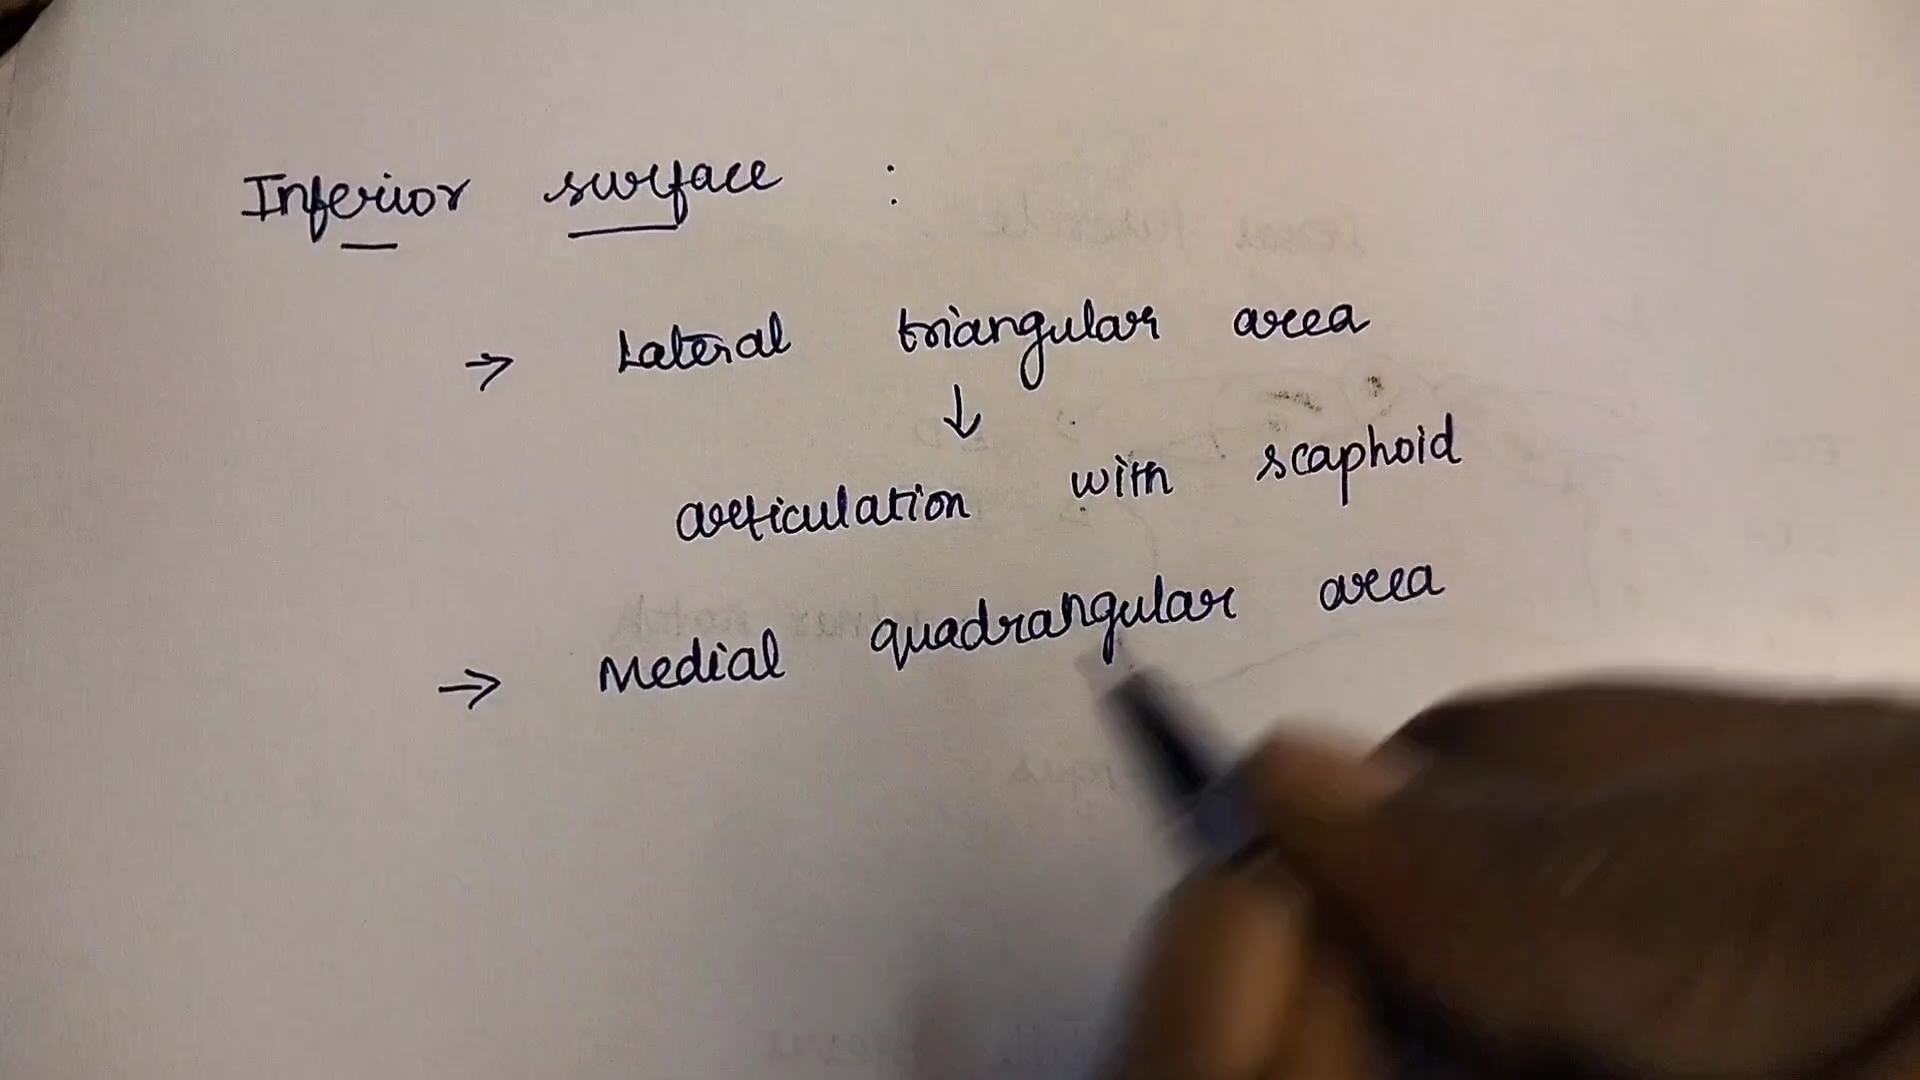 Inferior surface :
→ Lateral triangular area
↓
articulation with scaphoid
→ Medial quadrangular area